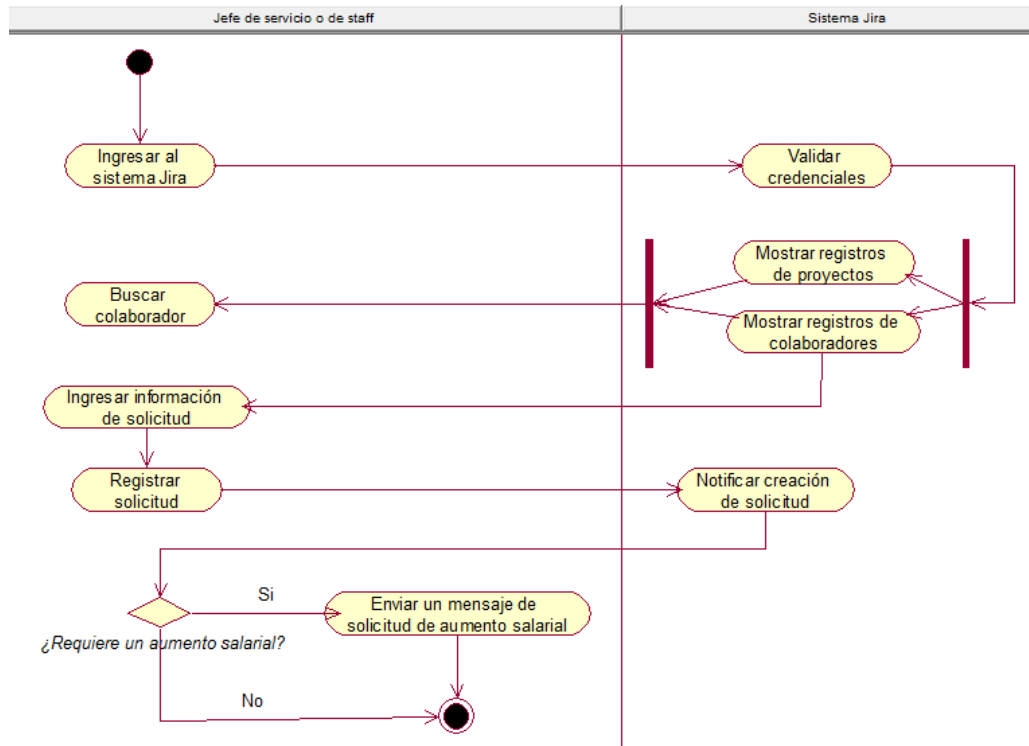 Jefe de servicio o de staff
Sistema Jira
Ingresar al
sistema Jira
Validar
credenciales
Mostrar registros
de proyectos
Buscar
colaborador
Mostrar registros de
colaboradores
Ingresar información
de solicitud
Registrar
solicitud
Notificar creación
de solicitud
Si
Enviar un mensaje de
solicitud de aumento salarial
¿Requiere un aumento salarial?
No